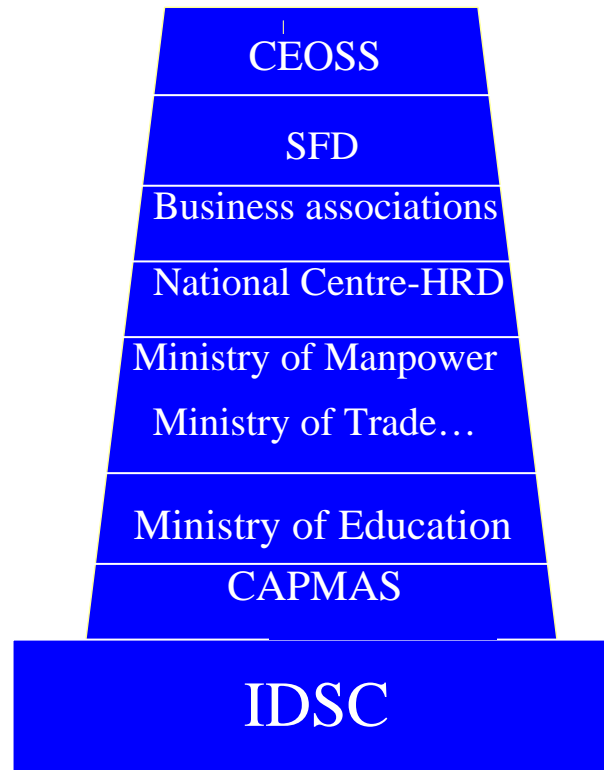 CEOSS
SFD
Business associations
National Centre-HRD
Ministry of Manpower
Ministry of Trade…
Ministry of Education
CAPMAS
IDSC